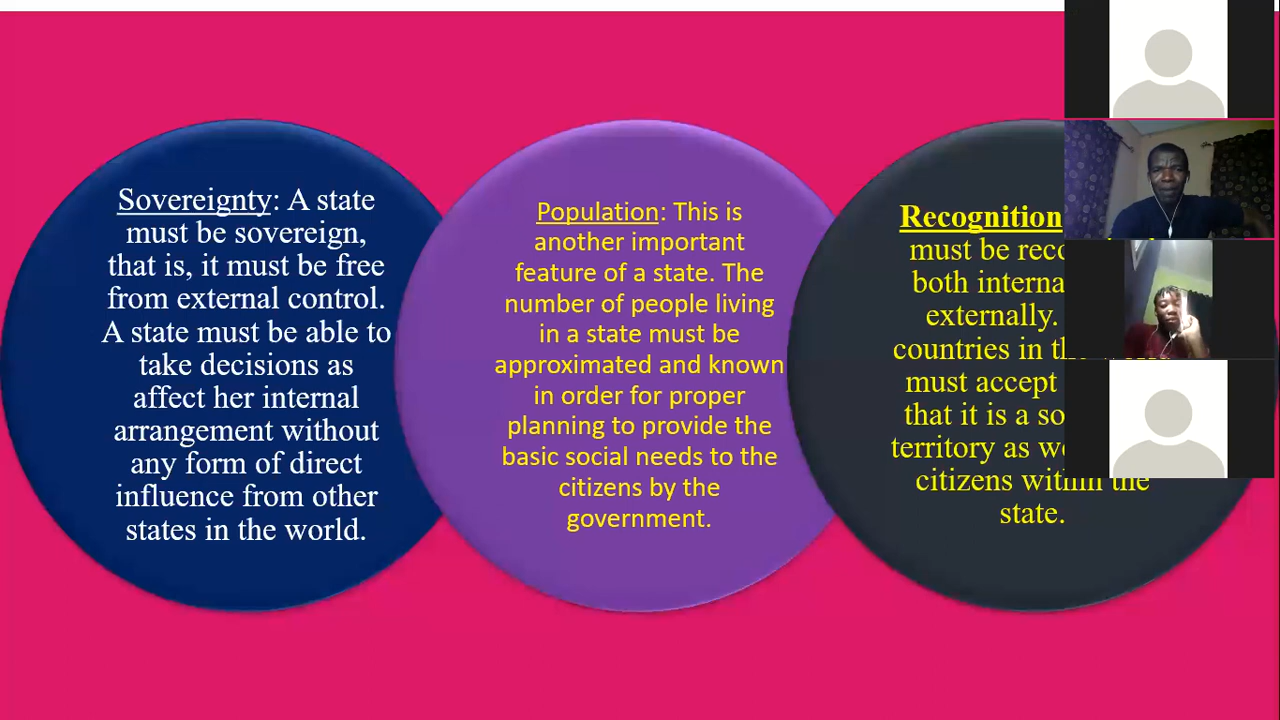 Sovereignty: A state
must be sovereign,
that is, it must be free
from external control.
A state must be able to
take decisions as
affect her internal
arrangement without
any form of direct
influence from other
states in the world.
Population: This is
another important
feature of a state. The
number of people living
in a state must be
approximated and known
in order for proper
planning to provide the
basic social needs to the
citizens by the
government.
Recognition
must be
both
externally.
countries in
must accept
that it is a
territory as
citizens within the
state.